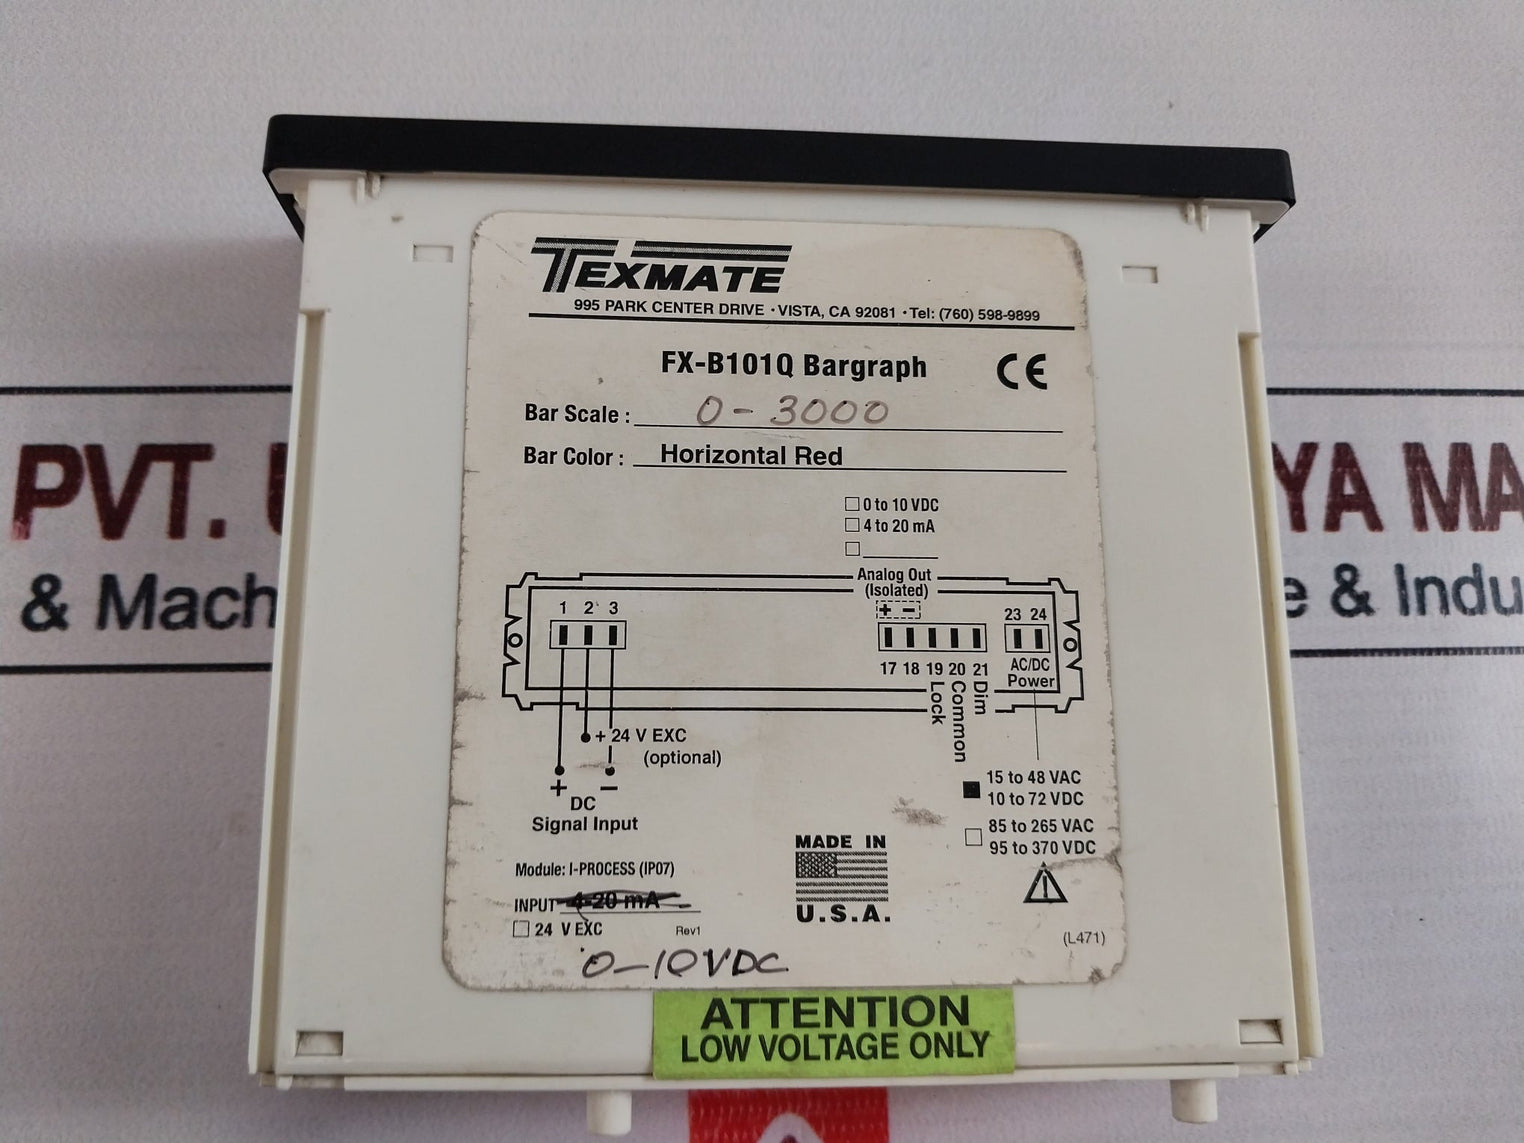 TEXMATE
995 PARK CENTER DRIVE • VISTA, CA 92081 • Tel: (760) 598-9899
FX-B101Q Bargraph CE
Bar Scale : 0-3000
Bar Color : Horizontal Red
PVT.
YA MA
& Mach
e & Indu
0 to 10 VDC
4 to 20 mA
Analog Out
(Isolated)
+ -
1 2 3
23 24
17 18 19 20 21
AC/DC
Power
Lock
Common
Dim
+ 24 V EXC
(optional)
+ -
DC
Signal Input
15 to 48 VAC
10 to 72 VDC
85 to 265 VAC
95 to 370 VDC
Module: I-PROCESS (IP07)
INPUT 4-20 mA
24 V EXC
Rev1
0-10VDC
MADE IN
U.S.A.
(L471)
ATTENTION
LOW VOLTAGE ONLY